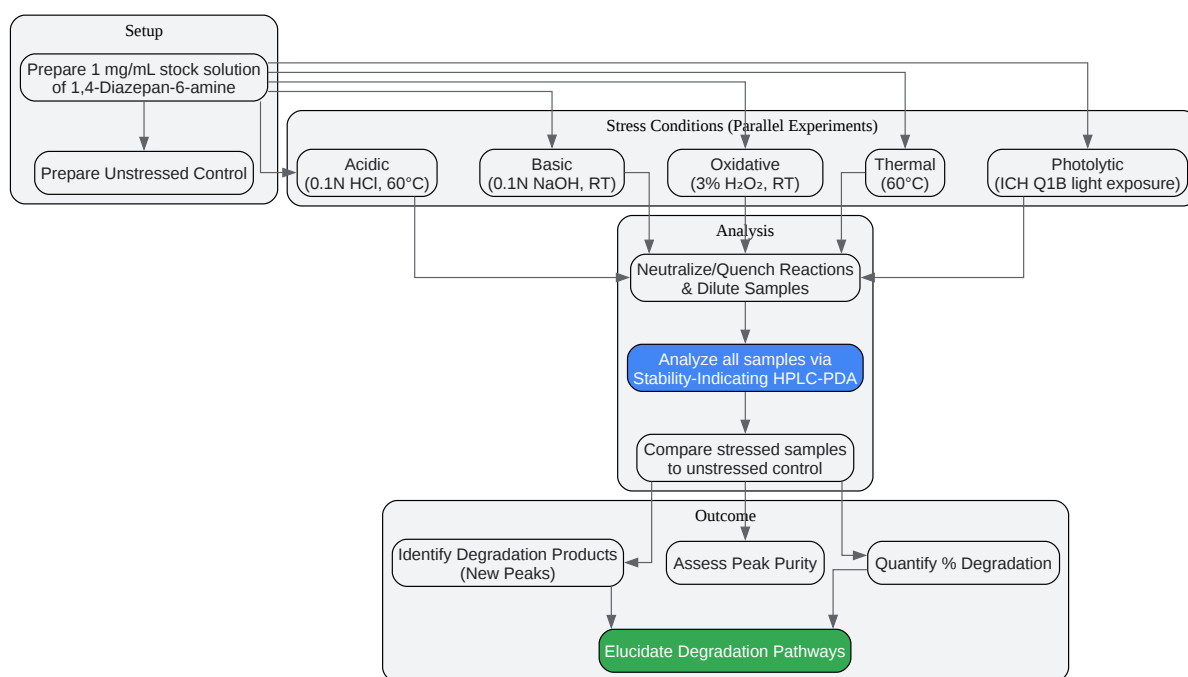 Setup
Prepare 1 mg/mL stock solution
of 1,4-Diazepan-6-amine
Prepare Unstressed Control
Stress Conditions (Parallel Experiments)
Acidic
(0.1N HCl, 60°C)
Basic
(0.1N NaOH, RT)
Oxidative
(3% H₂O₂, RT)
Thermal
(60°C)
Photolytic
(ICH Q1B light exposure)
Analysis
Neutralize/Quench Reactions
& Dilute Samples
Analyze all samples via
Stability-Indicating HPLC-PDA
Compare stressed samples
to unstressed control
Outcome
Identify Degradation Products
(New Peaks)
Assess Peak Purity
Quantify % Degradation
Elucidate Degradation Pathways